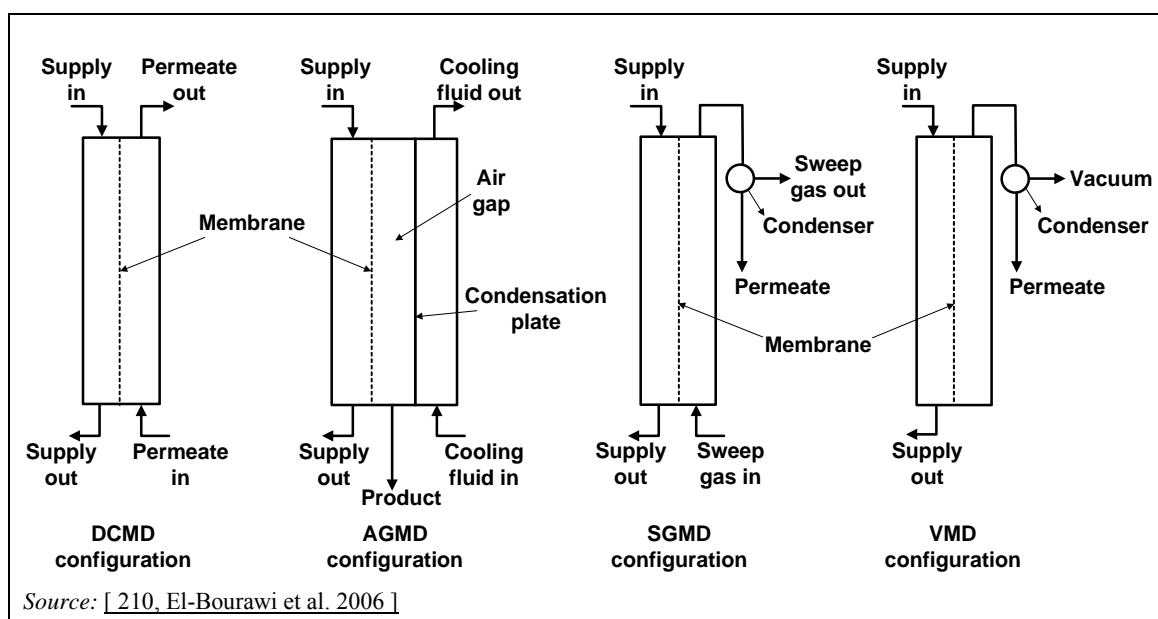 Supply
in
Permeate
out
Supply
in
Cooling
fluid out
Supply
in
Supply
in
Air
gap
Sweep
gas out
Vacuum
Membrane
Condenser
Condenser
Condensation
plate
Permeate
Permeate
Membrane
Supply
out
Permeate
in
Supply
out
Product
Cooling
fluid in
Supply
out
Sweep
gas in
Supply
out
DCMD
configuration
AGMD
configuration
SGMD
configuration
VMD
configuration
Source: [ 210, El-Bourawi et al. 2006 ]